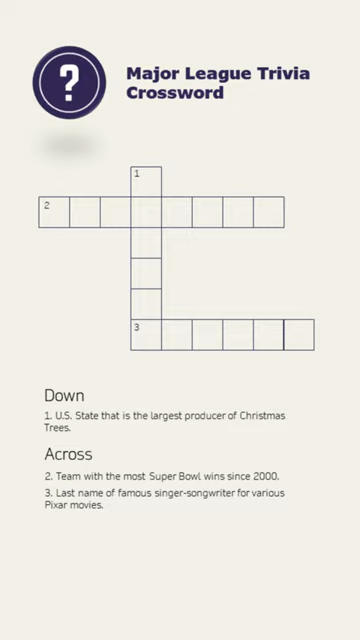 ?
Major League Trivia
Crossword
1
2
3
Down
1. U.S. State that is the largest producer of Christmas
Trees.
Across
2. Team with the most Super Bowl wins since 2000.
3. Last name of famous singer-songwriter for various
Pixar movies.